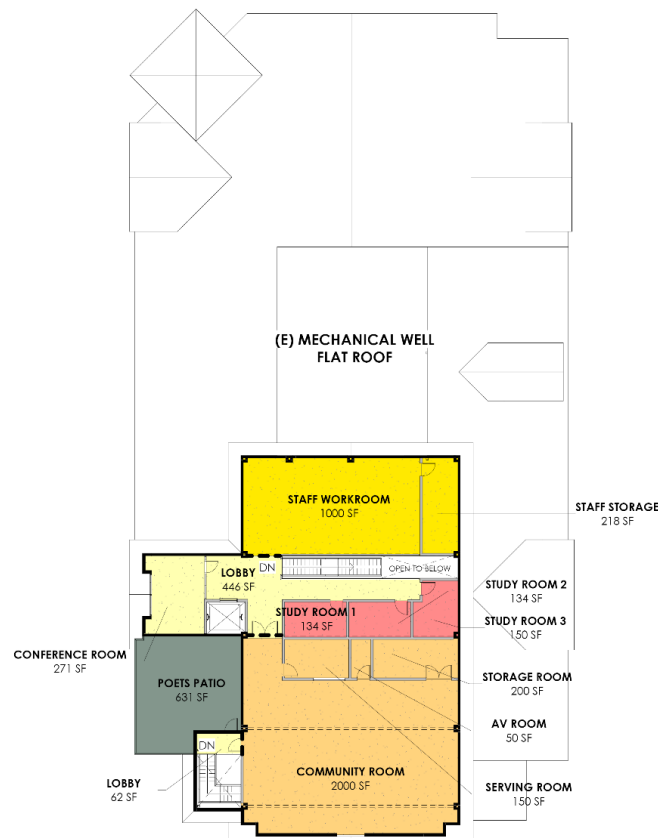 (E) MECHANICAL WELL
FLAT ROOF
STAFF WORKROOM
1000 SF
STAFF STORAGE
218 SF
LOBBY
446 SF
DN
OPEN TO BELOW
STUDY ROOM 1
134 SF
STUDY ROOM 2
134 SF
STUDY ROOM 3
150 SF
CONFERENCE ROOM
271 SF
POETS PATIO
631 SF
STORAGE ROOM
200 SF
AV ROOM
50 SF
DN
LOBBY
62 SF
COMMUNITY ROOM
2000 SF
SERVING ROOM
150 SF